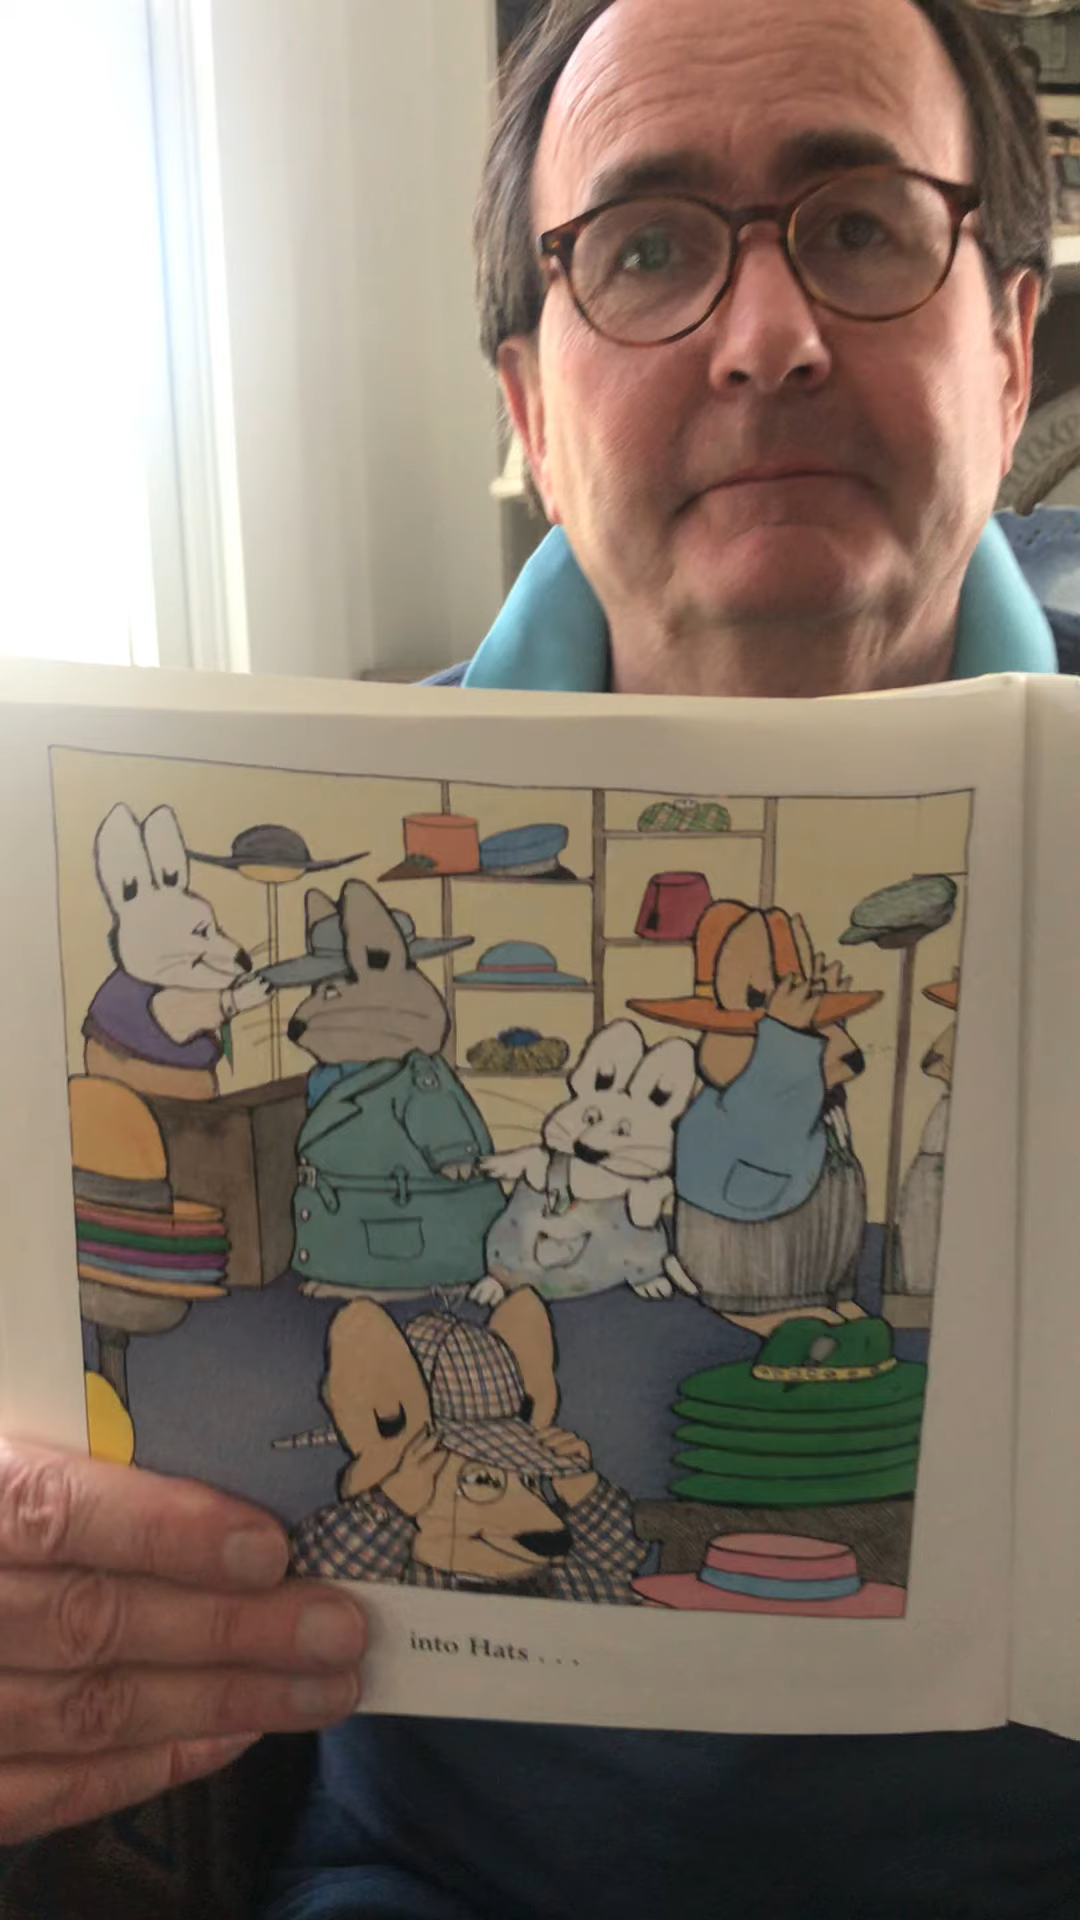 into Hats . . .